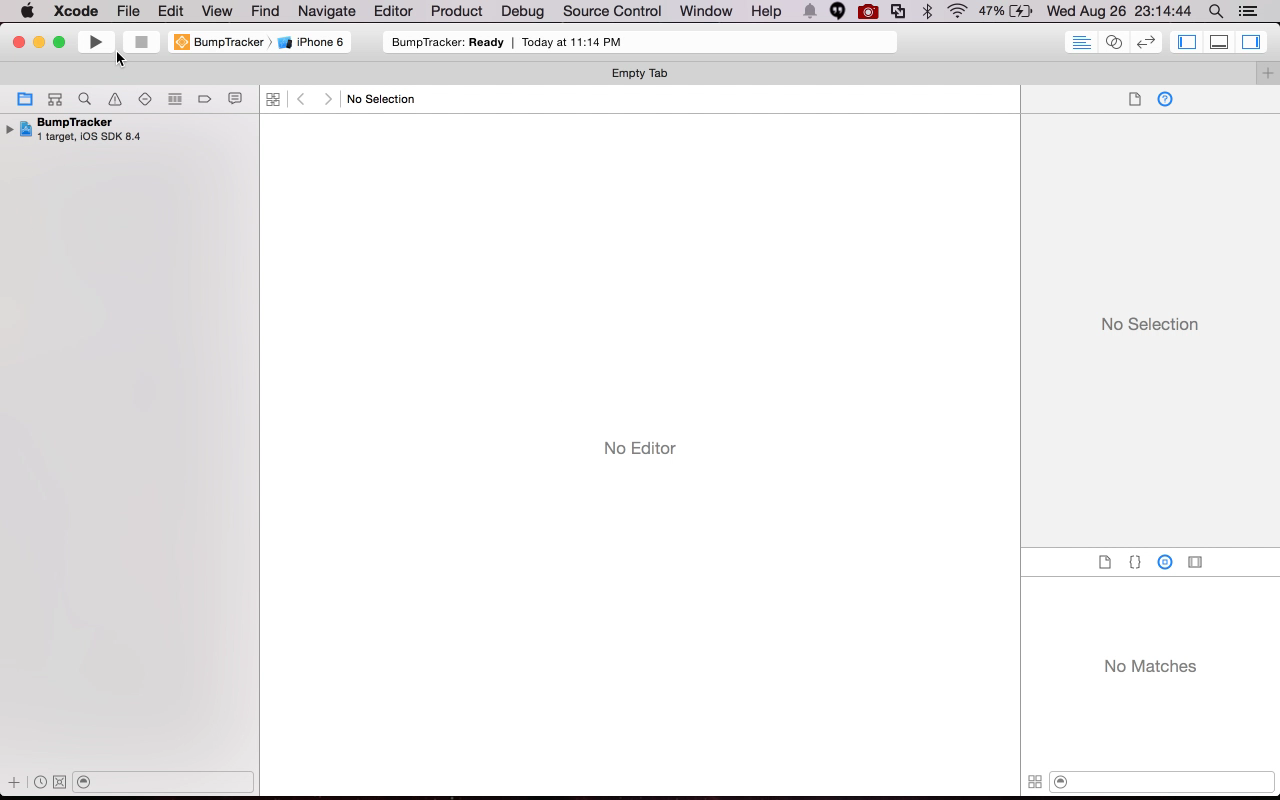 Xcode File Edit View Find Navigate Editor Product Debug Source Control Window Help 47% Wed Aug 26 23:14:44
BumpTracker iPhone 6 BumpTracker: Ready | Today at 11:14 PM
Empty Tab
No Selection
BumpTracker
1 target, iOS SDK 8.4
No Selection
No Editor
No Matches